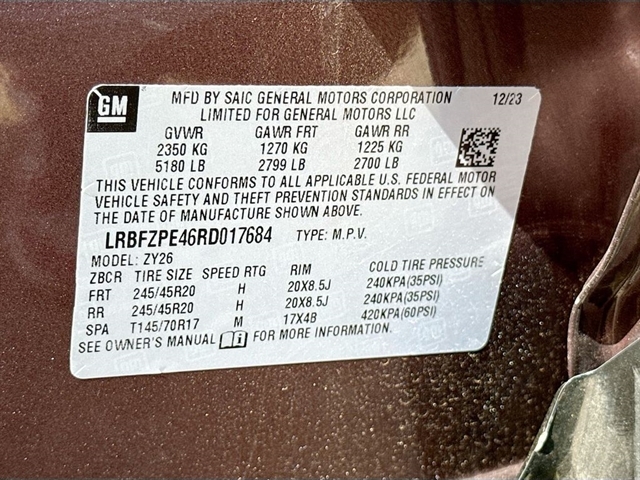 GM
MFD BY SAIC GENERAL MOTORS CORPORATION 12/23
LIMITED FOR GENERAL MOTORS LLC
GVWR GAWR FRT GAWR RR
2350 KG 1270 KG 1225 KG
5180 LB 2799 LB 2700 LB
THIS VEHICLE CONFORMS TO ALL APPLICABLE U.S. FEDERAL MOTOR
VEHICLE SAFETY AND THEFT PREVENTION STANDARDS IN EFFECT ON
THE DATE OF MANUFACTURE SHOWN ABOVE.
LRBFZPE46RD017684 TYPE: M.P.V.
MODEL: ZY26
ZBCR TIRE SIZE SPEED RTG RIM COLD TIRE PRESSURE
FRT 245/45R20 H 20X8.5J 240KPA(35PSI)
RR 245/45R20 H 20X8.5J 240KPA(35PSI)
SPA T145/70R17 M 17X4B 420KPA(60PSI)
SEE OWNER'S MANUAL FOR MORE INFORMATION.